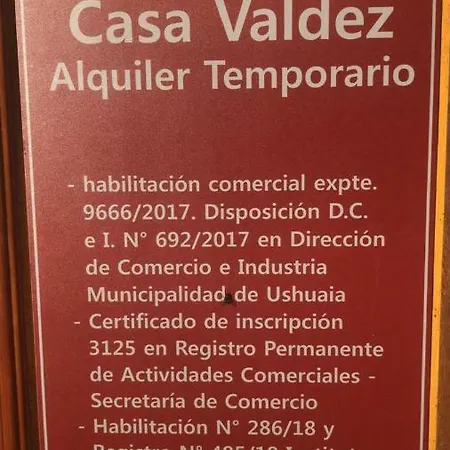 Casa Valdez
Alquiler Temporario
- habilitación comercial expte.
9666/2017. Disposición D.C.
e I. N° 692/2017 en Dirección
de Comercio e Industria
Municipalidad de Ushuaia
- Certificado de inscripción
3125 en Registro Permanente
de Actividades Comerciales -
Secretaría de Comercio
- Habilitación N° 286/18 y